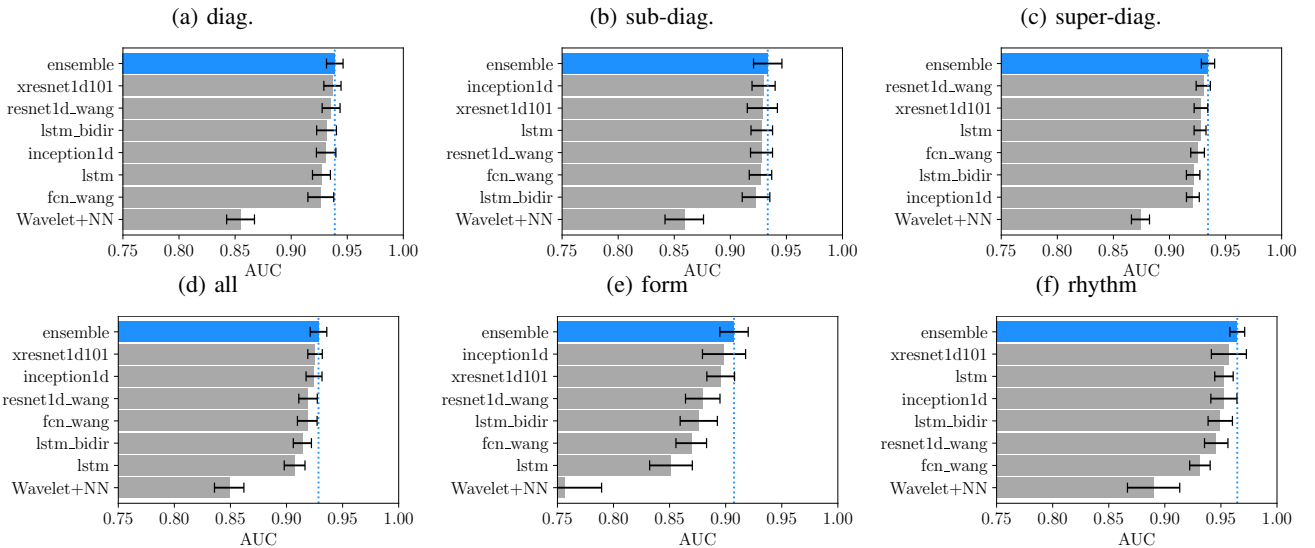 (a) diag.
ensemble
xresnet1d101
resnet1d_wang
lstm_bidir
inception1d
lstm
fcn_wang
Wavelet+NN
0.75 0.80 0.85 0.90 0.95 1.00
AUC
(b) sub-diag.
ensemble
inception1d
xresnet1d101
lstm
resnet1d_wang
fcn_wang
lstm_bidir
Wavelet+NN
0.75 0.80 0.85 0.90 0.95 1.00
AUC
(c) super-diag.
ensemble
resnet1d_wang
xresnet1d101
lstm
fcn_wang
lstm_bidir
inception1d
Wavelet+NN
0.75 0.80 0.85 0.90 0.95 1.00
AUC
(d) all
ensemble
xresnet1d101
inception1d
resnet1d_wang
fcn_wang
lstm_bidir
lstm
Wavelet+NN
0.75 0.80 0.85 0.90 0.95 1.00
AUC
(e) form
ensemble
inception1d
xresnet1d101
resnet1d_wang
lstm_bidir
fcn_wang
lstm
Wavelet+NN
0.75 0.80 0.85 0.90 0.95 1.00
AUC
(f) rhythm
ensemble
xresnet1d101
lstm
inception1d
lstm_bidir
resnet1d_wang
fcn_wang
Wavelet+NN
0.75 0.80 0.85 0.90 0.95 1.00
AUC